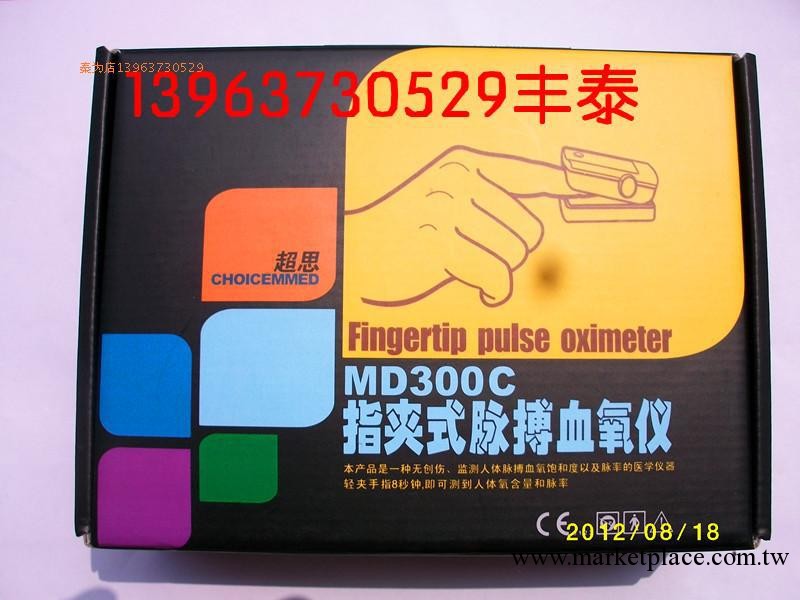 秦为店13963730529
13963730529丰泰
超思
CHOICEMMED
Fingertip pulse oximeter
MD300C
指夹式脉搏血氧仪
本产品是一种无创伤、监测人体脉搏血氧饱和度以及脉率的医学仪器
轻夹手指8秒钟,即可测到人体氧含量和脉率
CE
2012/08/18
www.marketplace.com.tw